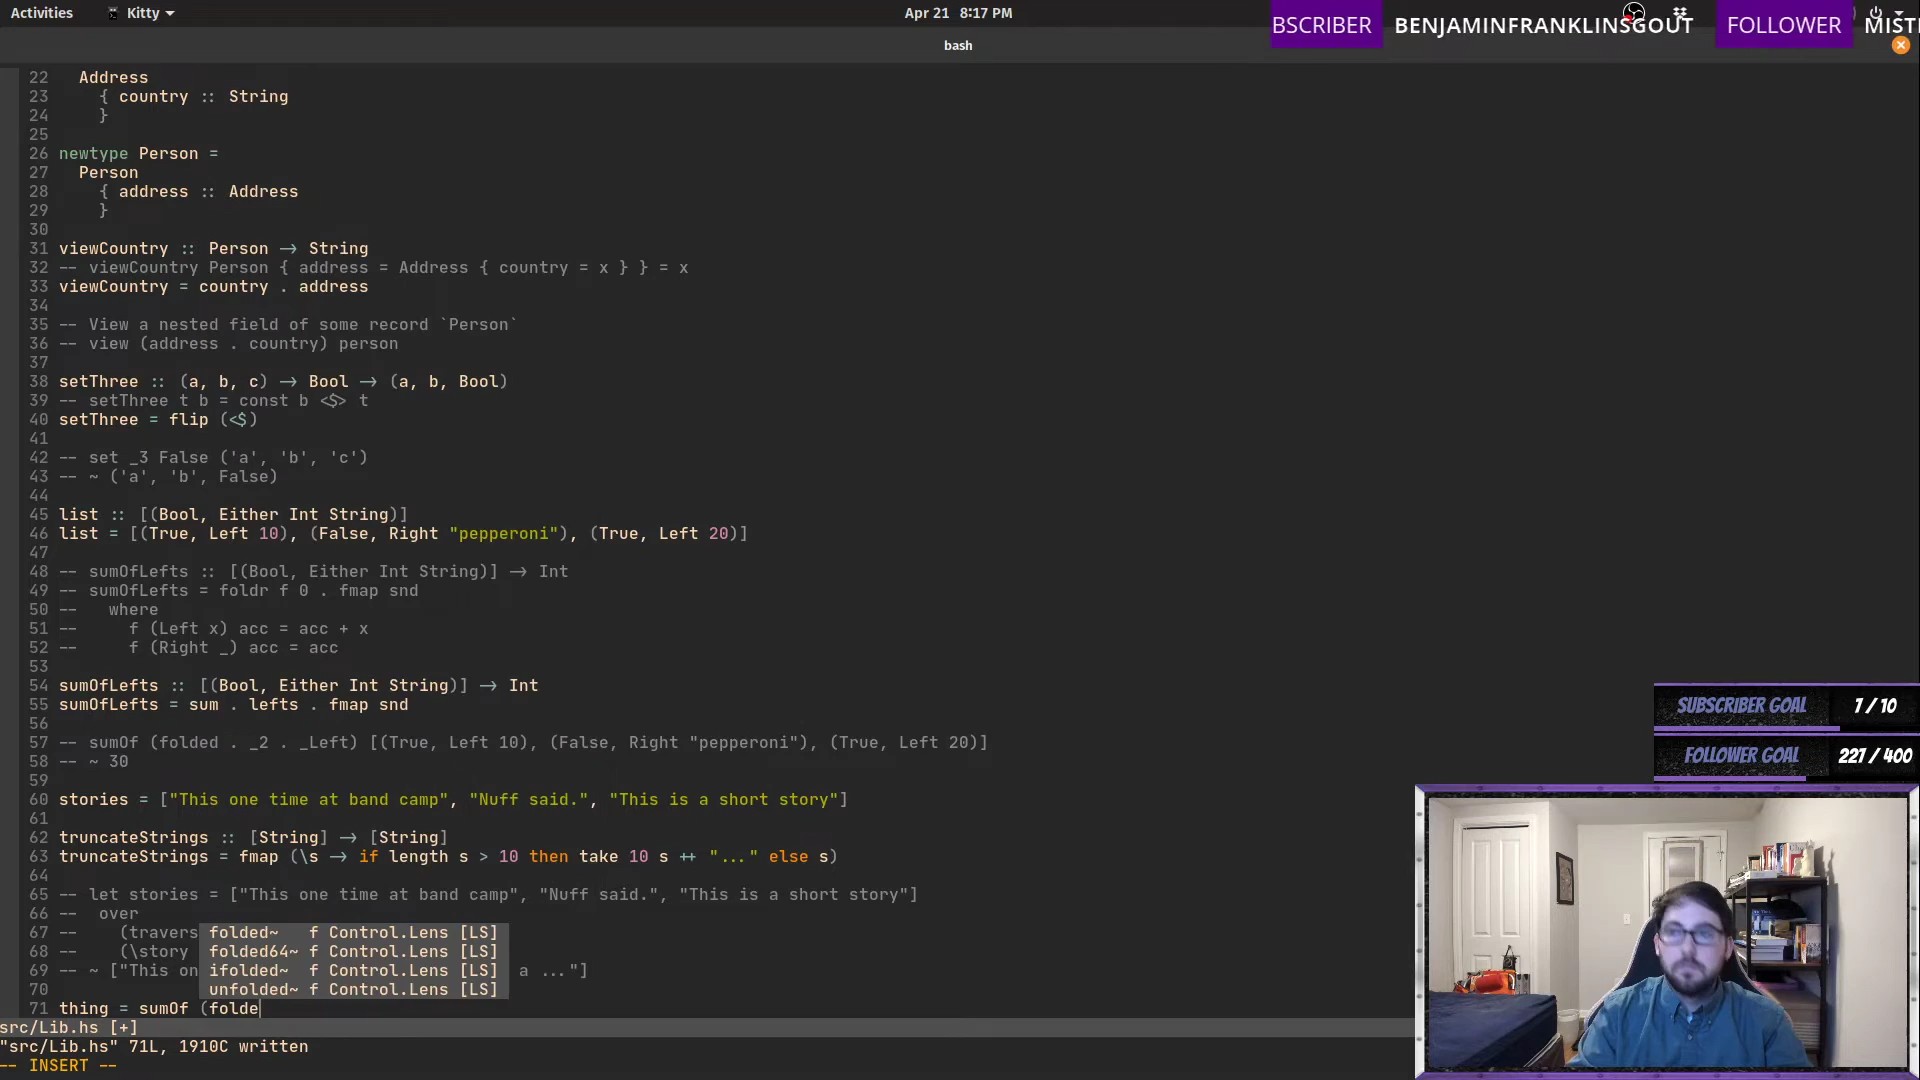 Activities Kitty Apr 21 8:17 PM
BSCRIBER BENJAMINFRANKLINSGOUT FOLLOWER MIST
bash
22 Address
23 { country :: String
24 }
25
26 newtype Person =
27 Person
28 { address :: Address
29 }
30
31 viewCountry :: Person → String
32 -- viewCountry Person { address = Address { country = x } } = x
33 viewCountry = country . address
34
35 -- View a nested field of some record `Person`
36 -- view (address . country) person
37
38 setThree :: (a, b, c) → Bool → (a, b, Bool)
39 -- setThree t b = const b <$> t
40 setThree = flip (<$)
41
42 -- set _3 False ('a', 'b', 'c')
43 -- ~ ('a', 'b', False)
44
45 list :: [(Bool, Either Int String)]
46 list = [(True, Left 10), (False, Right "pepperoni"), (True, Left 20)]
47
48 -- sumOfLefts :: [(Bool, Either Int String)] → Int
49 -- sumOfLefts = foldr f 0 . fmap snd
50 -- where
51 -- f (Left x) acc = acc + x
52 -- f (Right _) acc = acc
53
54 sumOfLefts :: [(Bool, Either Int String)] → Int
55 sumOfLefts = sum . lefts . fmap snd
56
57 -- sumOf (folded . _2 . _Left) [(True, Left 10), (False, Right "pepperoni"), (True, Left 20)]
58 -- ~ 30
59
60 stories = ["This one time at band camp", "Nuff said.", "This is a short story"]
61
62 truncateStrings :: [String] → [String]
63 truncateStrings = fmap (\s → if length s > 10 then take 10 s ++ "..." else s)
64
65 -- let stories = ["This one time at band camp", "Nuff said.", "This is a short story"]
66 -- over
67 -- (travers folded~ f Control.Lens [LS]
68 -- (\story folded64~ f Control.Lens [LS]
69 -- ~ ["This on ifolded~ f Control.Lens [LS] a ..."]
70 unfolded~ f Control.Lens [LS]
71 thing = sumOf (folde
src/Lib.hs [+]
"src/Lib.hs" 71L, 1910C written
-- INSERT --
SUBSCRIBER GOAL 7 / 10
FOLLOWER GOAL 227 / 400